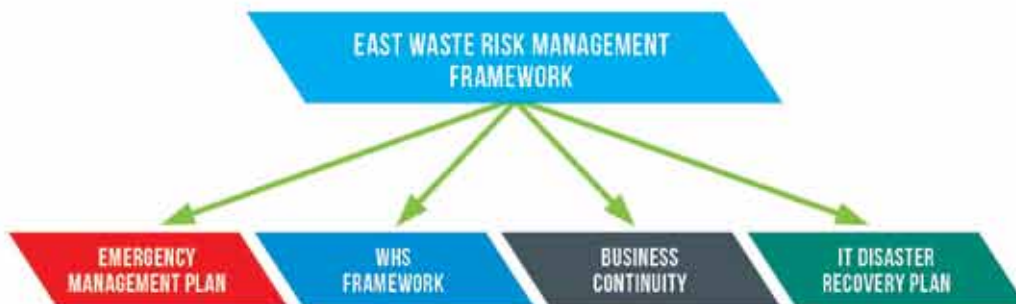 EAST WASTE RISK MANAGEMENT
FRAMEWORK
EMERGENCY
MANAGEMENT PLAN
WHS
FRAMEWORK
BUSINESS
CONTINUITY
IT DISASTER
RECOVERY PLAN